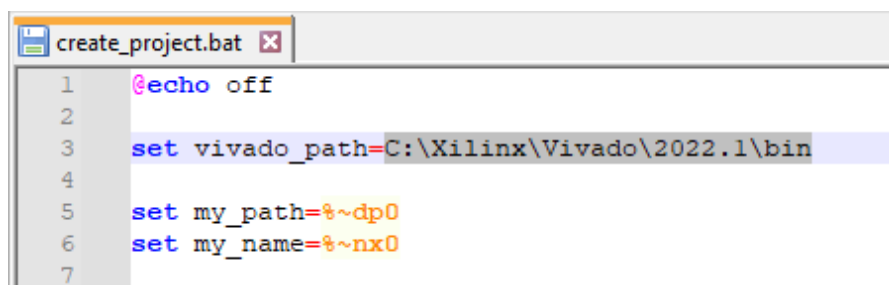 create_project.bat
1 @echo off
2
3 set vivado_path=C:\Xilinx\Vivado\2022.1\bin
4
5 set my_path=%~dp0
6 set my_name=%~nx0
7